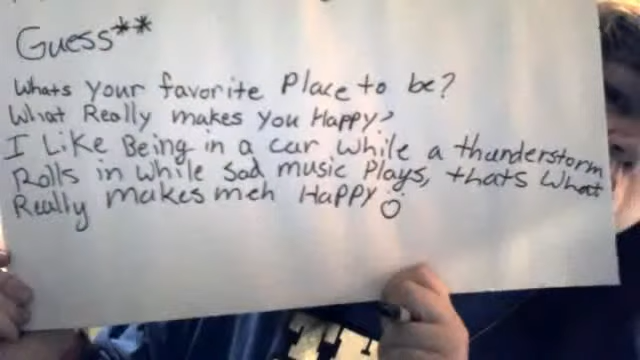 Guess**
Whats your favorite Place to be?
What Really makes you Happy?
I Like Being in a car while a thunderstorm
Rolls in while sad music Plays, thats what
Really makes meh Happy